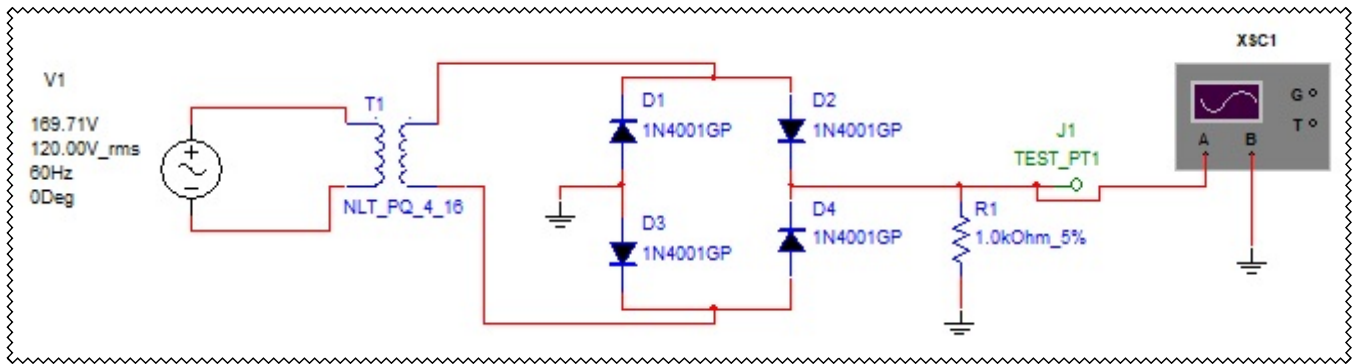 XSC1
V1
169.71V
120.00V_rms
60Hz
0Deg
T1
NLT_PQ_4_16
D1
1N4001GP
D2
1N4001GP
D3
1N4001GP
D4
1N4001GP
J1
TEST_PT1
R1
1.0kOhm_5%
G
T
A
B